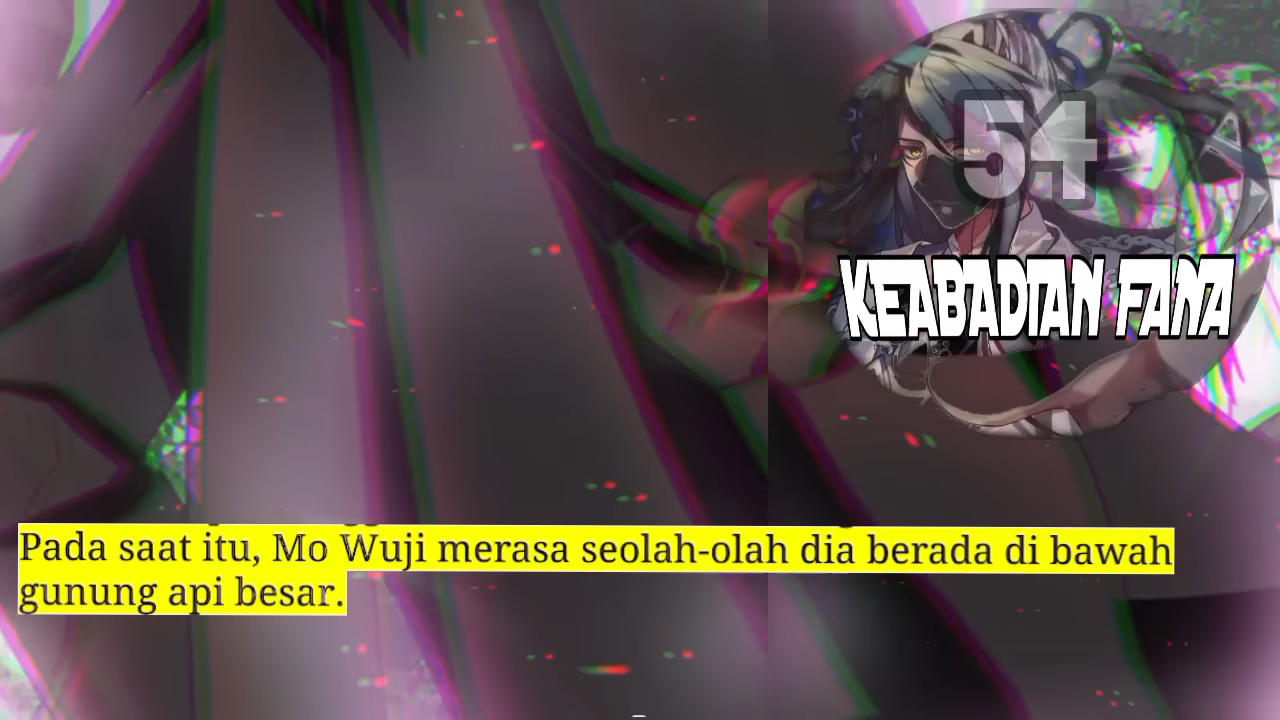 54
KEABADIAN FANA
Pada saat itu, Mo Wuji merasa seolah-olah dia berada di bawah
gunung api besar.